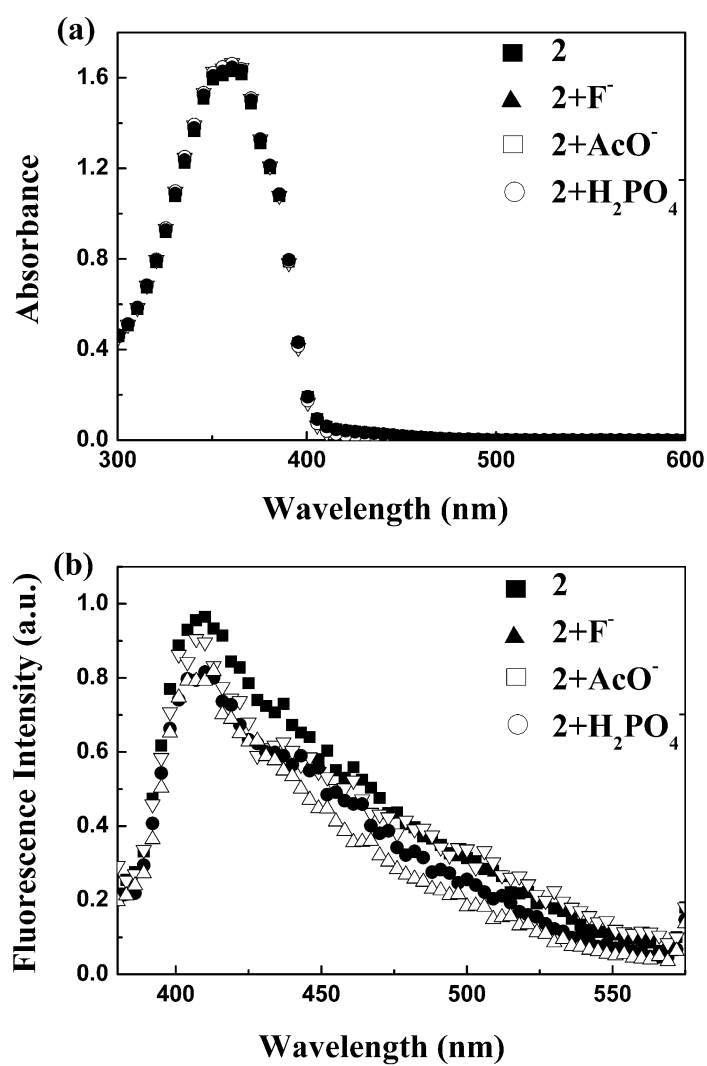 (a)
2
2+F⁻
2+AcO⁻
2+H₂PO₄⁻
1.6
1.2
0.8
0.4
0.0
Absorbance
300 400 500 600
Wavelength (nm)
(b)
2
2+F⁻
2+AcO⁻
2+H₂PO₄⁻
1.0
0.8
0.6
0.4
0.2
0.0
Fluorescence Intensity (a.u.)
400 450 500 550
Wavelength (nm)